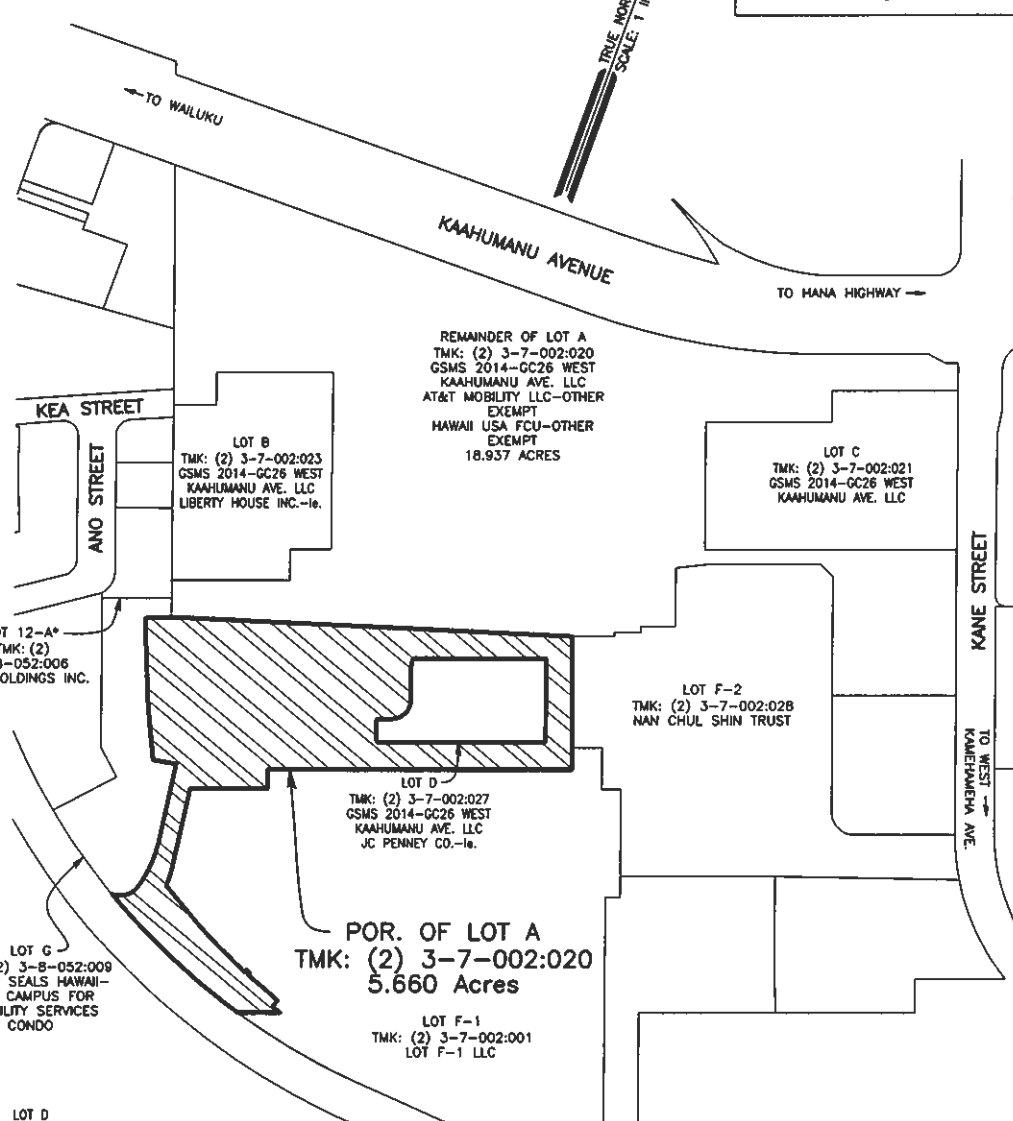 TRUE NOR
SCALE: 1
← TO WAILUKU
KAAHUMANU AVENUE
TO HANA HIGHWAY →
REMAINDER OF LOT A
TMK: (2) 3-7-002:020
GSMS 2014-GC26 WEST
KAAHUMANU AVE. LLC
AT&T MOBILITY LLC-OTHER
EXEMPT
HAWAII USA FCU-OTHER
EXEMPT
18.937 ACRES
KEA STREET
ANO STREET
LOT B
TMK: (2) 3-7-002:023
GSMS 2014-GC26 WEST
KAAHUMANU AVE. LLC
LIBERTY HOUSE INC.-le.
LOT C
TMK: (2) 3-7-002:021
GSMS 2014-GC26 WEST
KAAHUMANU AVE. LLC
KANE STREET
TO WEST →
KAMEHAMEHA AVE.
OT 12-A*
TMK: (2)
-052:006
OLDINGS INC.
LOT F-2
TMK: (2) 3-7-002:028
NAN CHUL SHIN TRUST
LOT D
TMK: (2) 3-7-002:027
GSMS 2014-GC26 WEST
KAAHUMANU AVE. LLC
JC PENNEY CO.-le.
POR. OF LOT A
TMK: (2) 3-7-002:020
5.660 Acres
LOT G
2) 3-8-052:009
SEALS HAWAII-
CAMPUS FOR
ILITY SERVICES
CONDO
LOT F-1
TMK: (2) 3-7-002:001
LOT F-1 LLC
LOT D